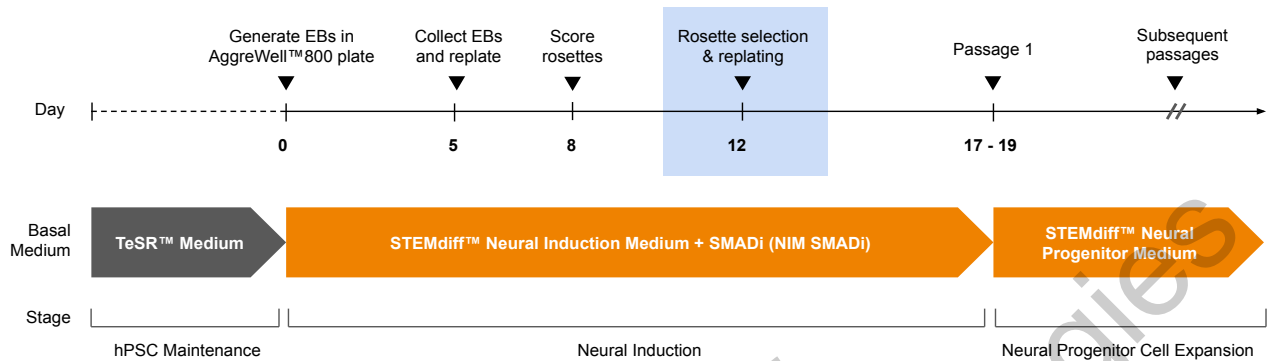 Generate EBs in
AggreWell™800 plate
Collect EBs
and replate
Score
rosettes
Rosette selection
& replating
Passage 1
Subsequent
passages
Day
0
5
8
12
17 - 19
Basal
Medium
TeSR™ Medium
STEMdiff™ Neural Induction Medium + SMADi (NIM SMADi)
STEMdiff™ Neural
Progenitor Medium
Stage
hPSC Maintenance
Neural Induction
Neural Progenitor Cell Expansion
gies